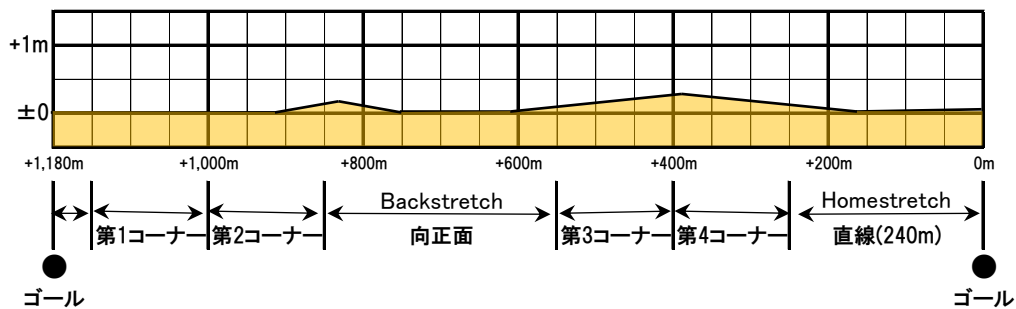 +1m
±0
+1,180m +1,000m +800m +600m +400m +200m 0m
Backstretch Homestretch
第1コーナー 第2コーナー 向正面 第3コーナー 第4コーナー 直線(240m)
ゴール ゴール